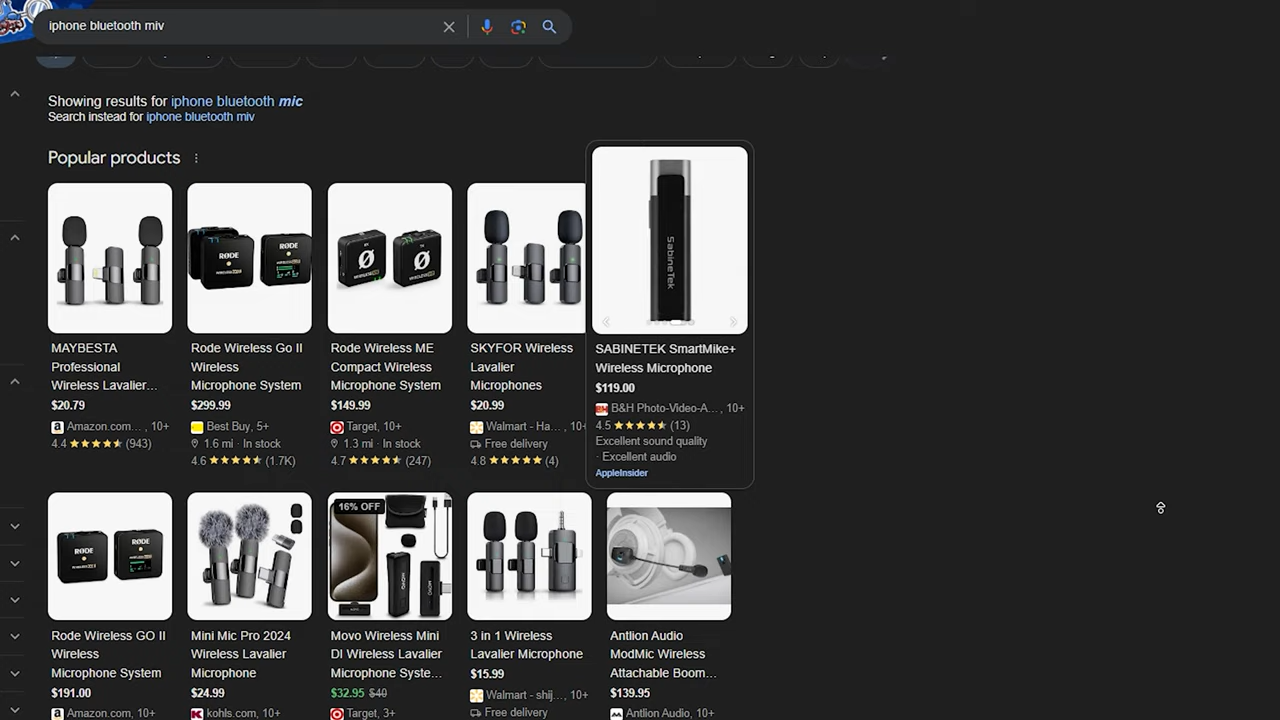 iphone bluetooth miv
Showing results for iphone bluetooth mic
Search instead for iphone bluetooth miv
Popular products
MAYBESTA
Professional
Wireless Lavalier...
$20.79
Amazon.com..., 10+
4.4 (943)
RØDE
RØDE
Rode Wireless Go II
Wireless
Microphone System
$299.99
Best Buy, 5+
1.6 mi · In stock
4.6 (1.7K)
Rode Wireless ME
Compact Wireless
Microphone System
$149.99
Target, 10+
1.3 mi · In stock
4.7 (247)
SKYFOR Wireless
Lavalier
Microphones
$20.99
Walmart - Ha..., 10+
Free delivery
4.8 (4)
SabineTek
SABINETEK SmartMike+
Wireless Microphone
$119.00
B&H Photo-Video-A..., 10+
4.5 (13)
Excellent sound quality
· Excellent audio
AppleInsider
RØDE
RØDE
Rode Wireless GO II
Wireless
Microphone System
$191.00
Amazon.com, 10+
Mini Mic Pro 2024
Wireless Lavalier
Microphone
$24.99
kohls.com, 10+
16% OFF
MOVO
MOVO
Movo Wireless Mini
DI Wireless Lavalier
Microphone Syste...
$32.95 $40
Target, 3+
3 in 1 Wireless
Lavalier Microphone
$15.99
Walmart - shij..., 10+
Free delivery
Antlion Audio
ModMic Wireless
Attachable Boom...
$139.95
Antlion Audio, 10+